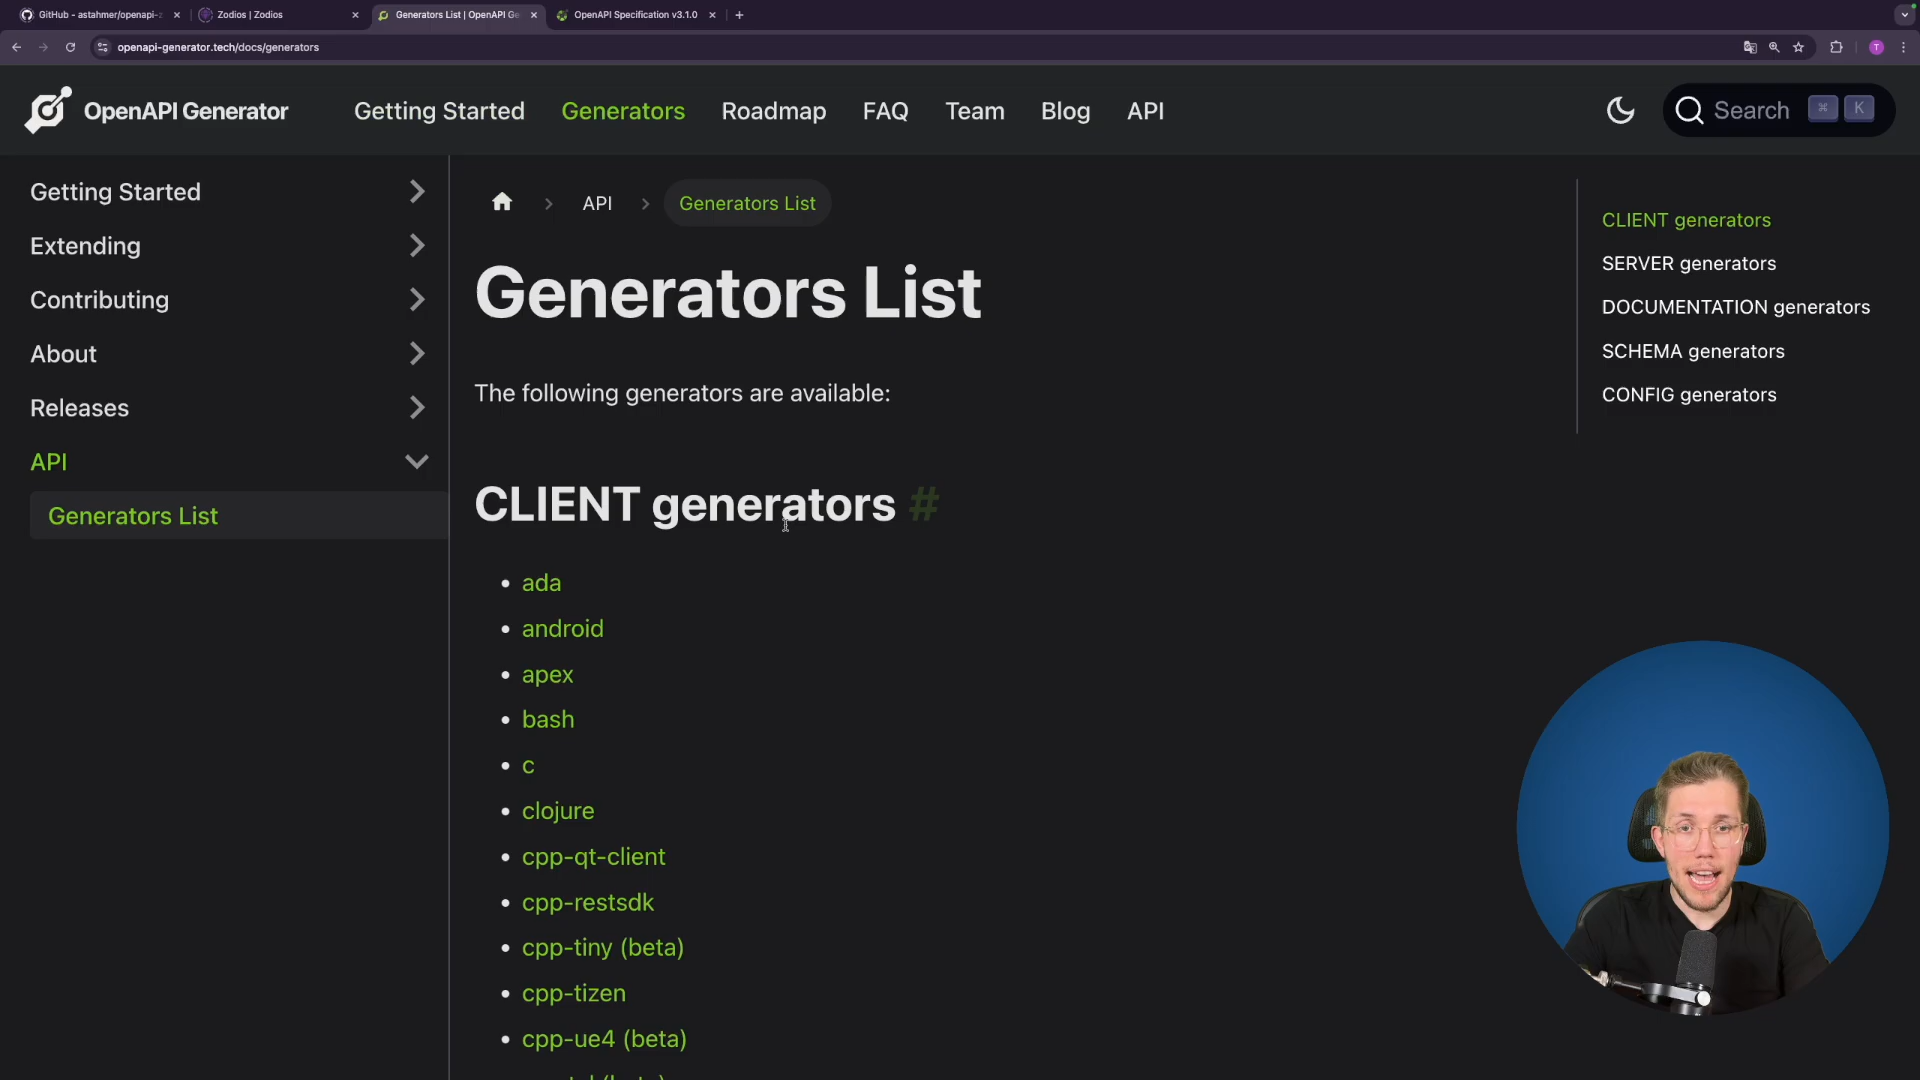 GitHub - astahmer/openapi-z
Zodios | Zodios
Generators List | OpenAPI Ge
OpenAPI Specification v3.1.0
openapi-generator.tech/docs/generators
T
OpenAPI Generator
Getting Started
Generators
Roadmap
FAQ
Team
Blog
API
Search
⌘ K
Getting Started
Extending
Contributing
About
Releases
API
Generators List
API
Generators List
Generators List
The following generators are available:
CLIENT generators #
ada
android
apex
bash
c
clojure
cpp-qt-client
cpp-restsdk
cpp-tiny (beta)
cpp-tizen
cpp-ue4 (beta)
CLIENT generators
SERVER generators
DOCUMENTATION generators
SCHEMA generators
CONFIG generators